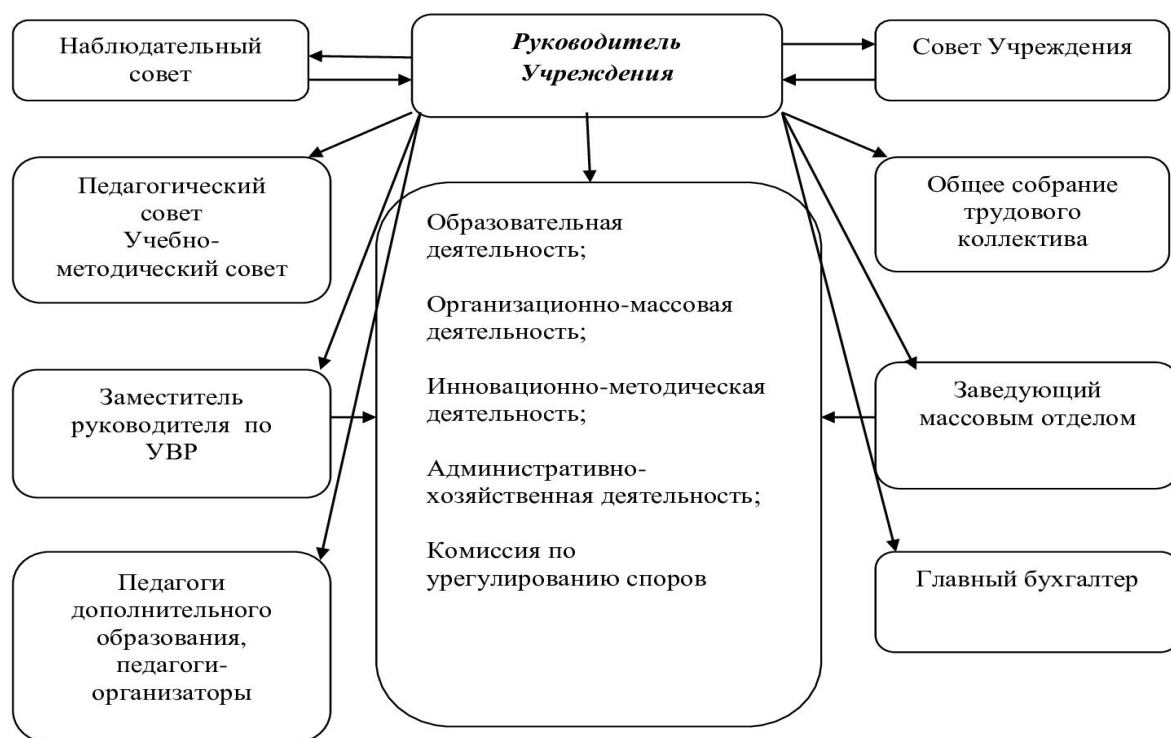 Наблюдательный
совет
Руководитель
Учреждения
Совет Учреждения
Педагогический
совет
Учебно-
методический совет
Образовательная
деятельность;
Организационно-массовая
деятельность;
Инновационно-методическая
деятельность;
Административно-
хозяйственная деятельность;
Комиссия по
урегулированию споров
Общее собрание
трудового
коллектива
Заместитель
руководителя по
УВР
Заведующий
массовым отделом
Педагоги
дополнительного
образования,
педагоги-
организаторы
Главный бухгалтер